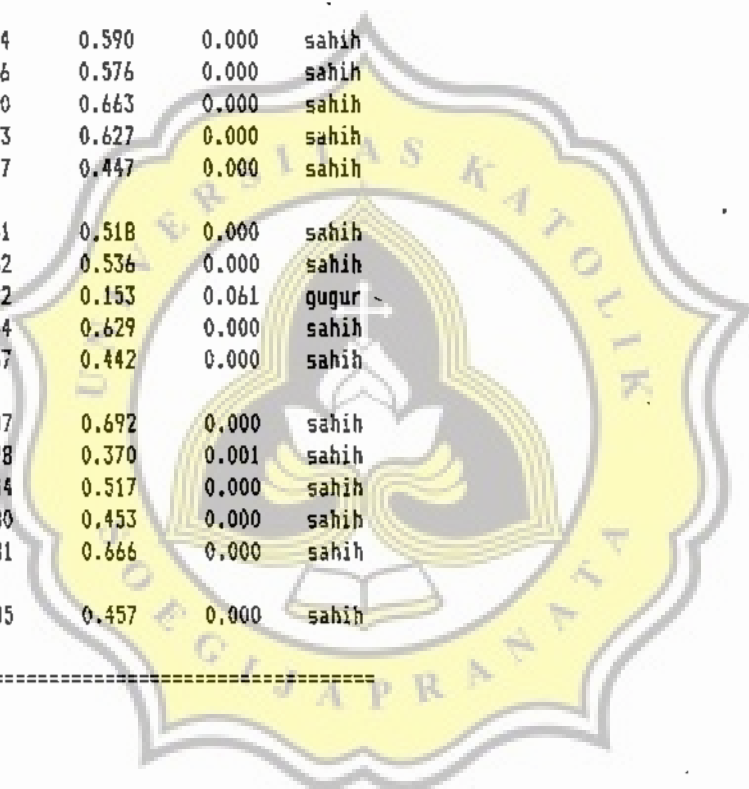 4 0.590 0.000 sahih
6 0.576 0.000 sahih
0 0.663 0.000 sahih
3 0.627 0.000 sahih
7 0.447 0.000 sahih
1 0.518 0.000 sahih
2 0.536 0.000 sahih
2 0.153 0.061 gugur
4 0.629 0.000 sahih
7 0.442 0.000 sahih
7 0.692 0.000 sahih
8 0.370 0.001 sahih
4 0.517 0.000 sahih
0 0.453 0.000 sahih
1 0.666 0.000 sahih
05 0.457 0.000 sahih
UNIVERSITAS KATOLIK
SOEGIJAPRANATA